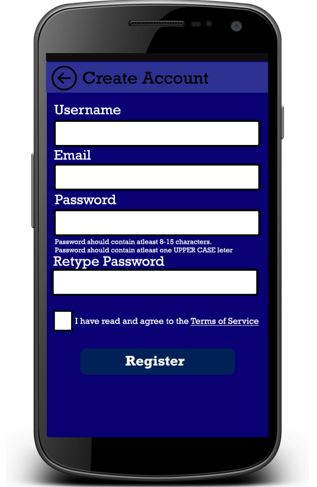 Create Account
Username
Email
Password
Password should contain atleast 8-15 characters.
Password should contain atleast one UPPER CASE leter
Retype Password
I have read and agree to the Terms of Service
Register